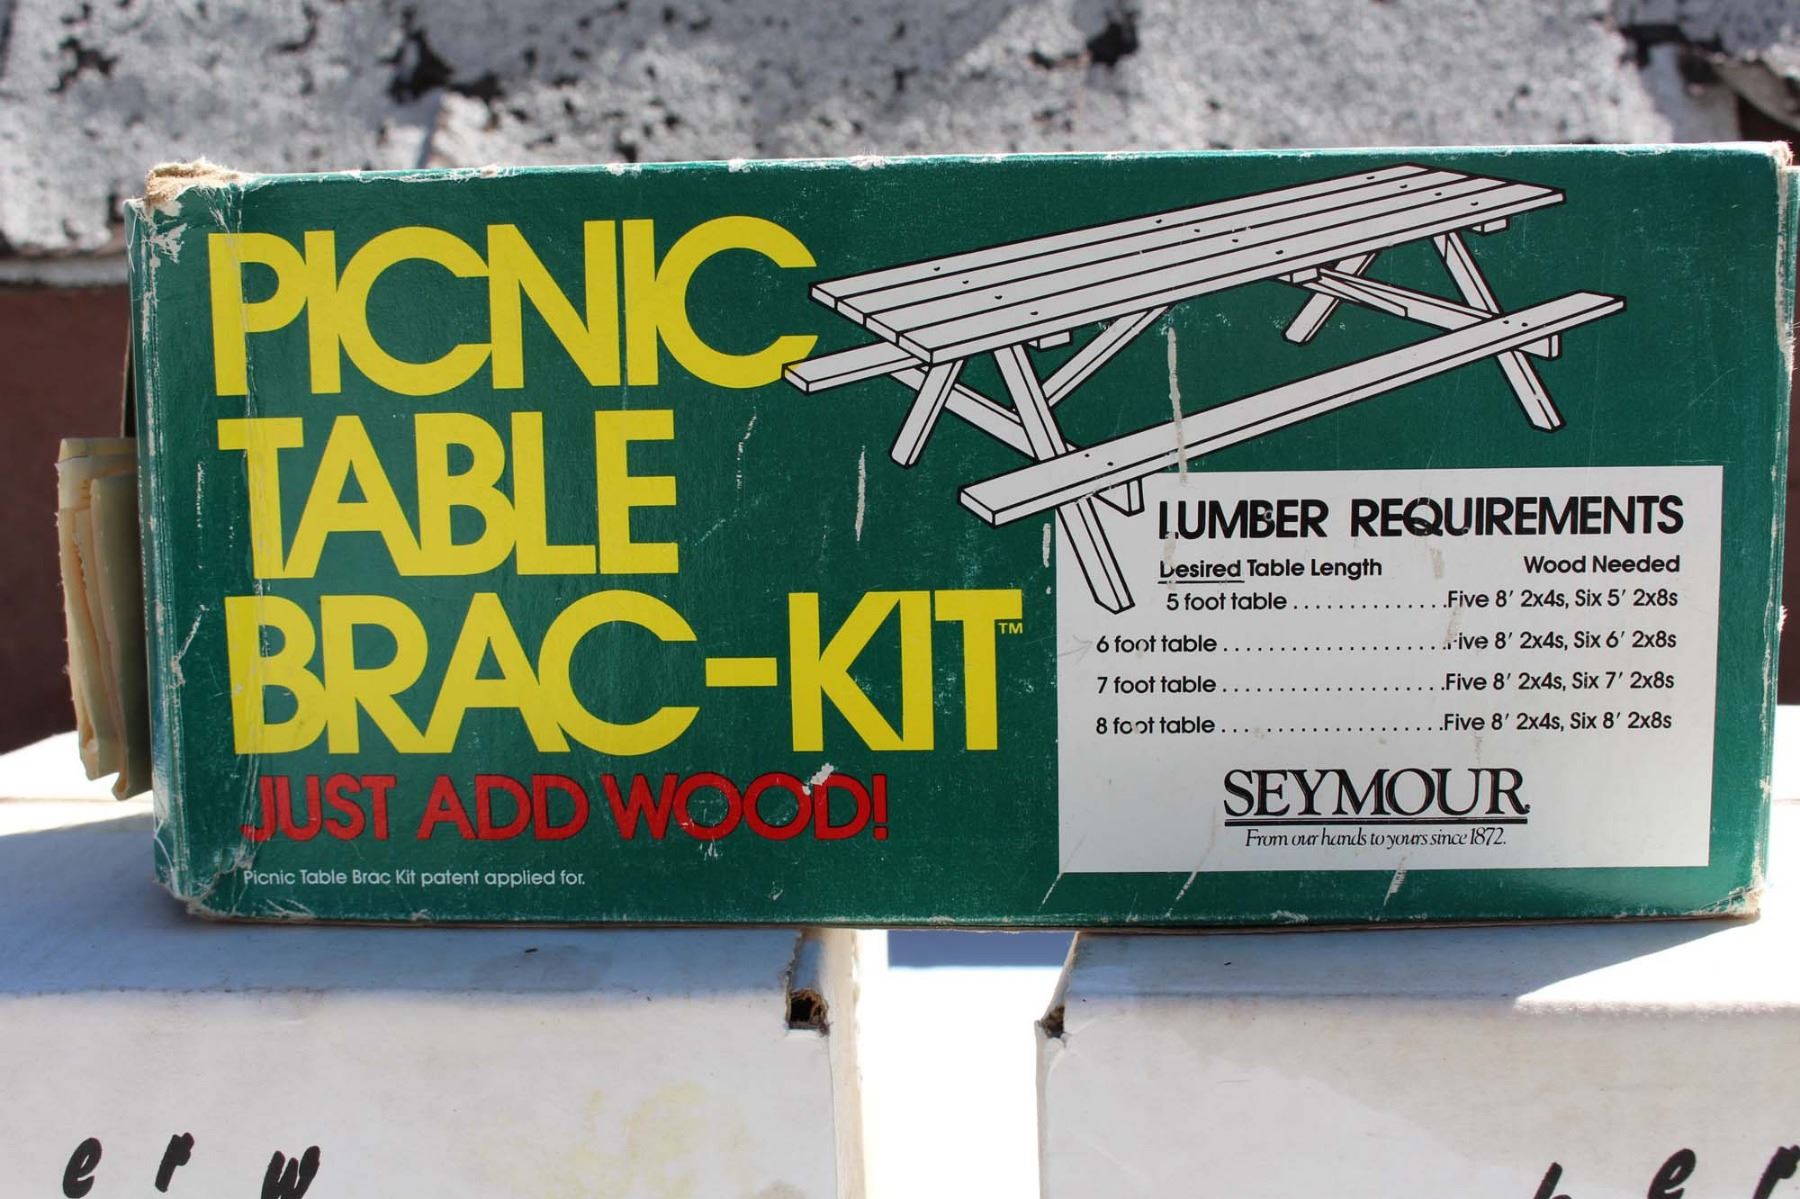 PICNIC
TABLE
BRAC-KIT™
JUST ADD WOOD!
Picnic Table Brac Kit patent applied for.
LUMBER REQUIREMENTS
Desired Table Length Wood Needed
5 foot table ..............Five 8' 2x4s, Six 5' 2x8s
6 foot table .....................Five 8' 2x4s, Six 6' 2x8s
7 foot table .....................Five 8' 2x4s, Six 7' 2x8s
8 foot table .....................Five 8' 2x4s, Six 8' 2x8s
SEYMOUR®
From our hands to yours since 1872.
e r w
e r